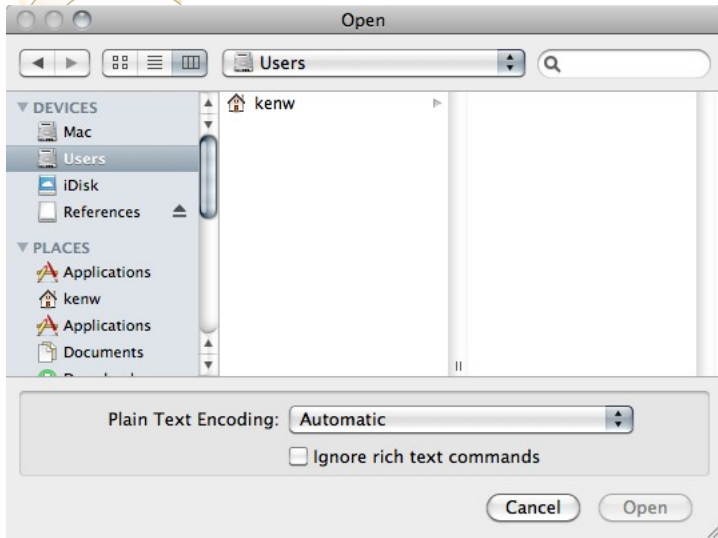 Open
Users
DEVICES
Mac
Users
iDisk
References
PLACES
Applications
kenw
Applications
Documents
kenw
Plain Text Encoding: Automatic
Ignore rich text commands
Cancel Open